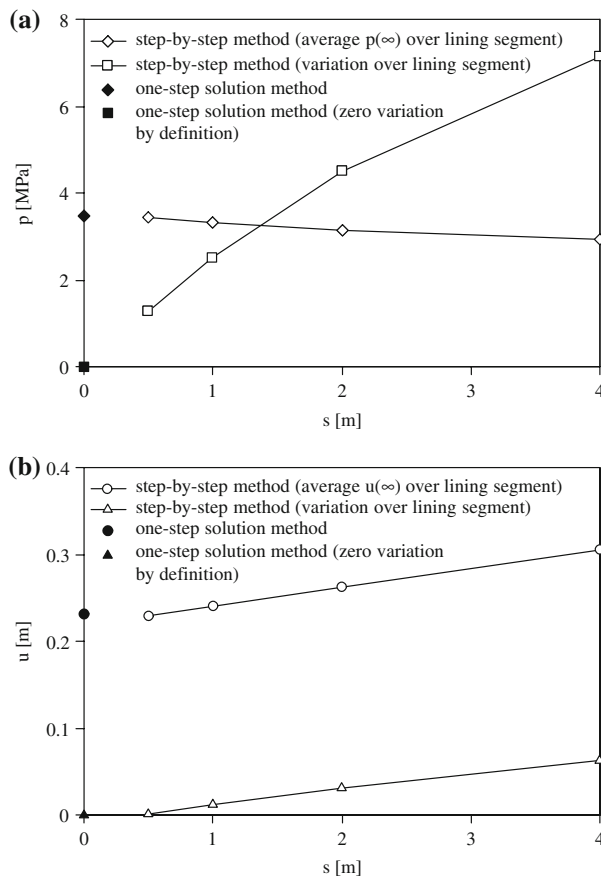 (a)
8
step-by-step method (average p(∞) over lining segment)
step-by-step method (variation over lining segment)
one-step solution method
one-step solution method (zero variation
by definition)
6
4
2
0
p [MPa]
0 1 2 3 4
s [m]
(b)
0.4
step-by-step method (average u(∞) over lining segment)
step-by-step method (variation over lining segment)
one-step solution method
one-step solution method (zero variation
by definition)
0.3
0.2
0.1
0
u [m]
0 1 2 3 4
s [m]